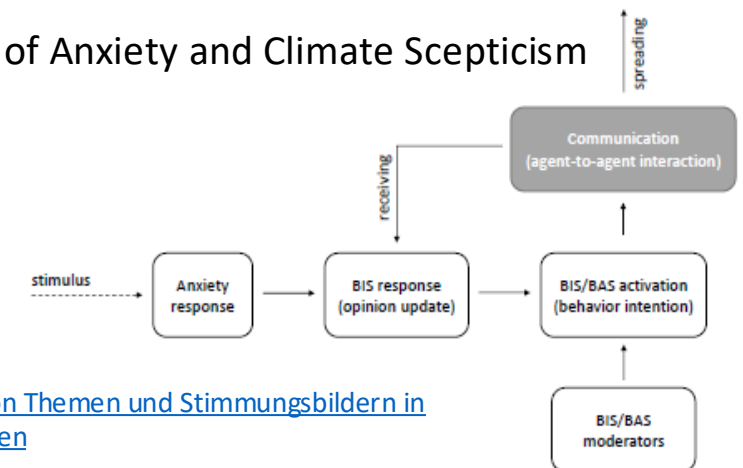 of Anxiety and Climate Scepticism
spreading
Communication
(agent-to-agent interaction)
receiving
stimulus
Anxiety
response
BIS response
(opinion update)
BIS/BAS activation
(behavior intention)
n Themen und Stimmungsbildern in
en
BIS/BAS
moderators